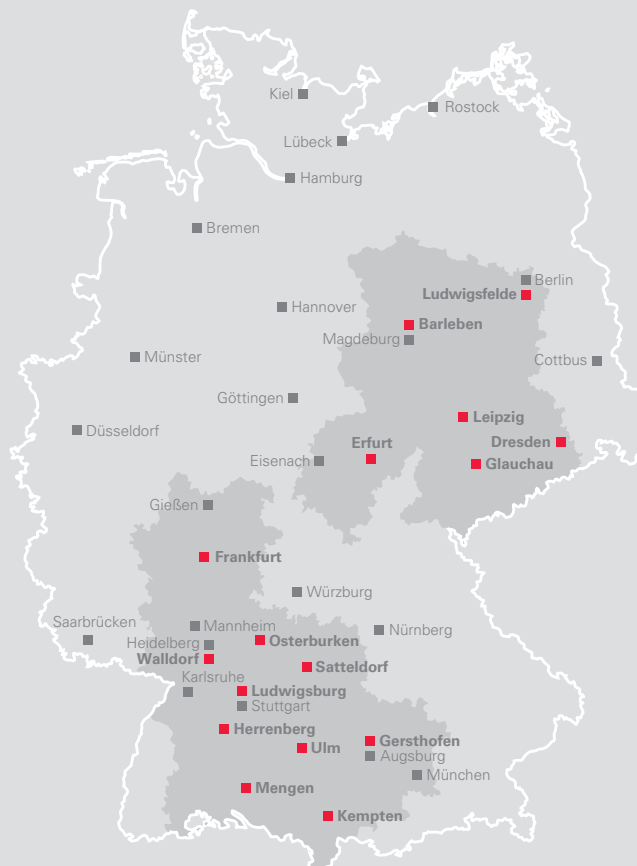 Kiel
Rostock
Lübeck
Hamburg
Bremen
Berlin
Ludwigsfelde
Hannover
Barleben
Magdeburg
Münster
Cottbus
Göttingen
Leipzig
Düsseldorf
Erfurt
Dresden
Eisenach
Glauchau
Gießen
Frankfurt
Würzburg
Saarbrücken
Mannheim
Nürnberg
Heidelberg
Osterburken
Walldorf
Satteldorf
Karlsruhe
Ludwigsburg
Stuttgart
Herrenberg
Gersthofen
Ulm
Augsburg
München
Mengen
Kempten